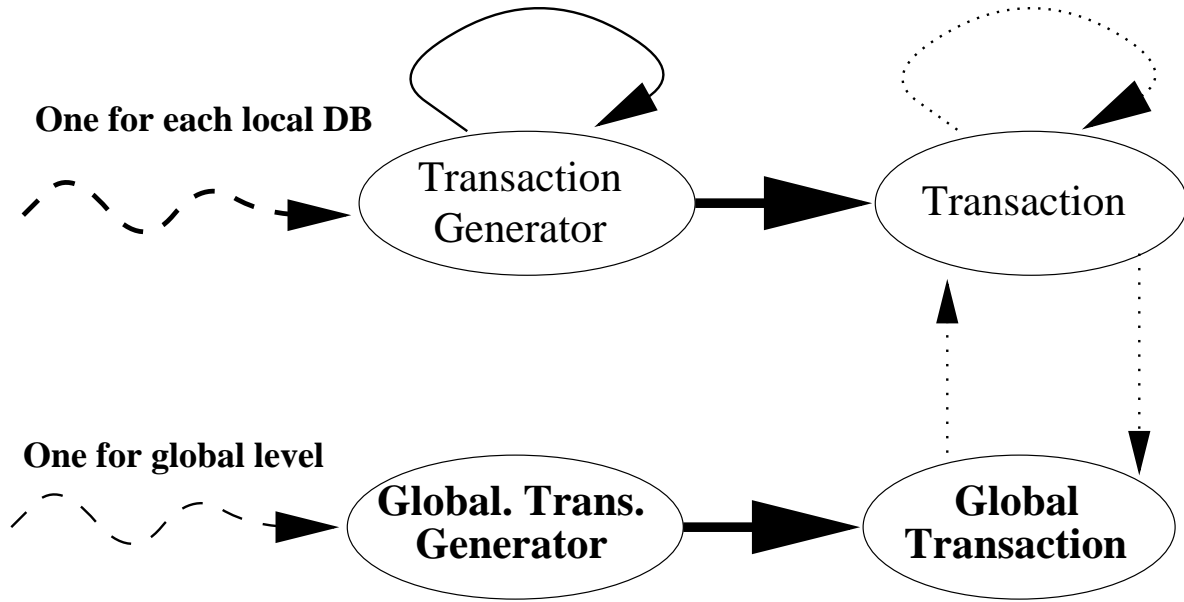 One for each local DB
Transaction
Generator
Transaction
One for global level
Global. Trans.
Generator
Global
Transaction